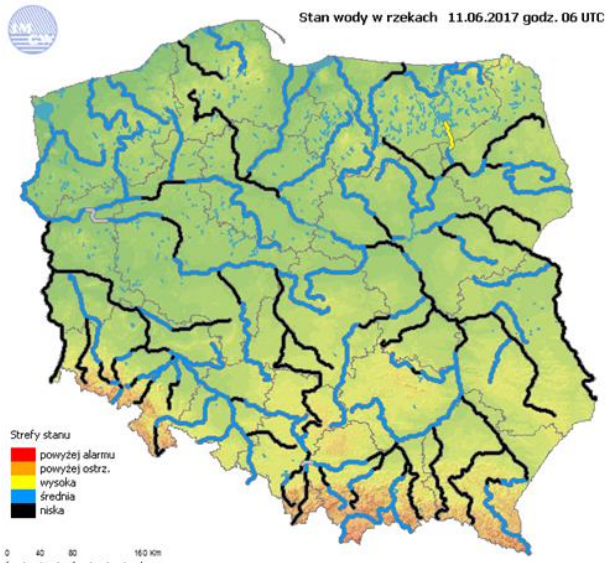 Stan wody w rzekach 11.06.2017 godz. 06 UTC
Strefy stanu
powyżej alarmu
powyżej ostrz.
wysoka
średnia
niska
0 40 80 160 Km